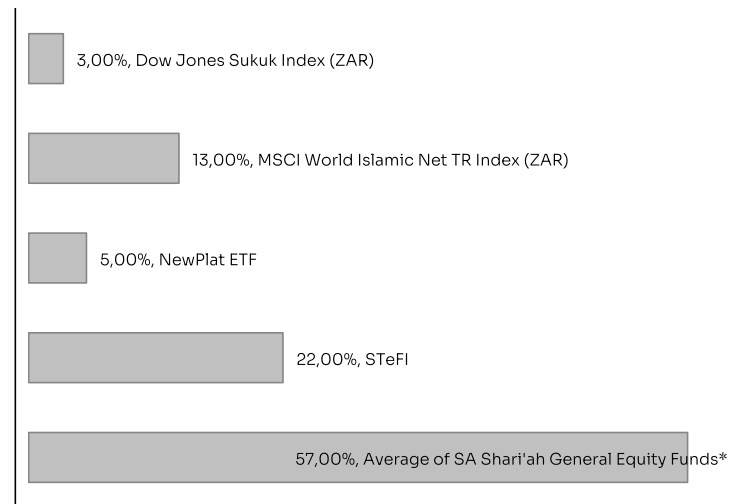 3,00%, Dow Jones Sukuk Index (ZAR)
13,00%, MSCI World Islamic Net TR Index (ZAR)
5,00%, NewPlat ETF
22,00%, STeFI
57,00%, Average of SA Shari'ah General Equity Funds*